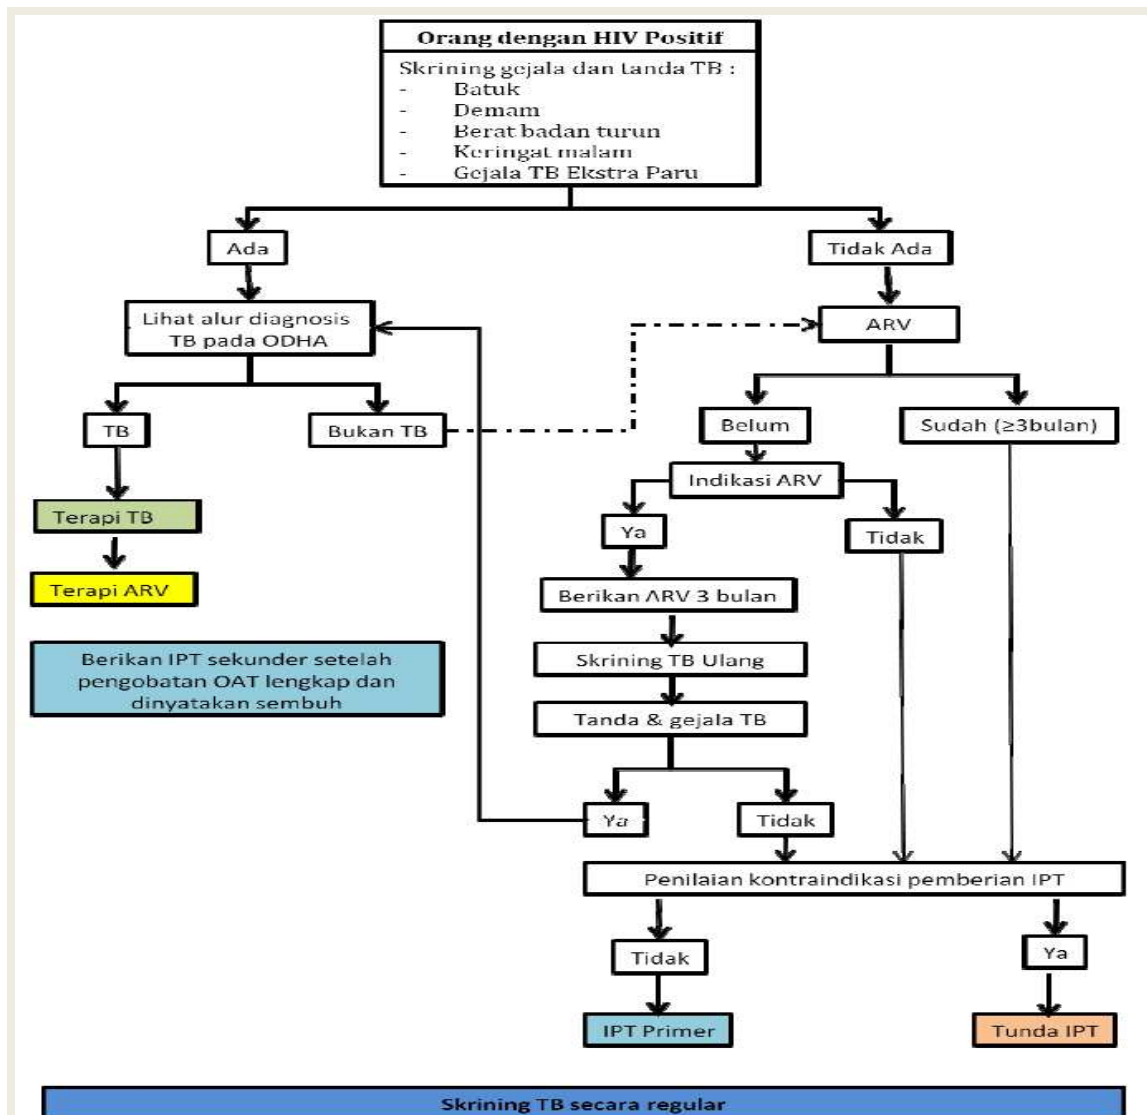 Orang dengan HIV Positif
Skrining gejala dan tanda TB :
- Batuk
- Demam
- Berat badan turun
- Keringat malam
- Gejala TB Ekstra Paru
Ada
Tidak Ada
Lihat alur diagnosis
TB pada ODHA
ARV
TB
Bukan TB
Belum
Sudah (≥3bulan)
Indikasi ARV
Terapi TB
Ya
Tidak
Terapi ARV
Berikan ARV 3 bulan
Berikan IPT sekunder setelah
pengobatan OAT lengkap dan
dinyatakan sembuh
Skrining TB Ulang
Tanda & gejala TB
Ya
Tidak
Penilaian kontraindikasi pemberian IPT
Tidak
Ya
IPT Primer
Tunda IPT
Skrining TB secara regular